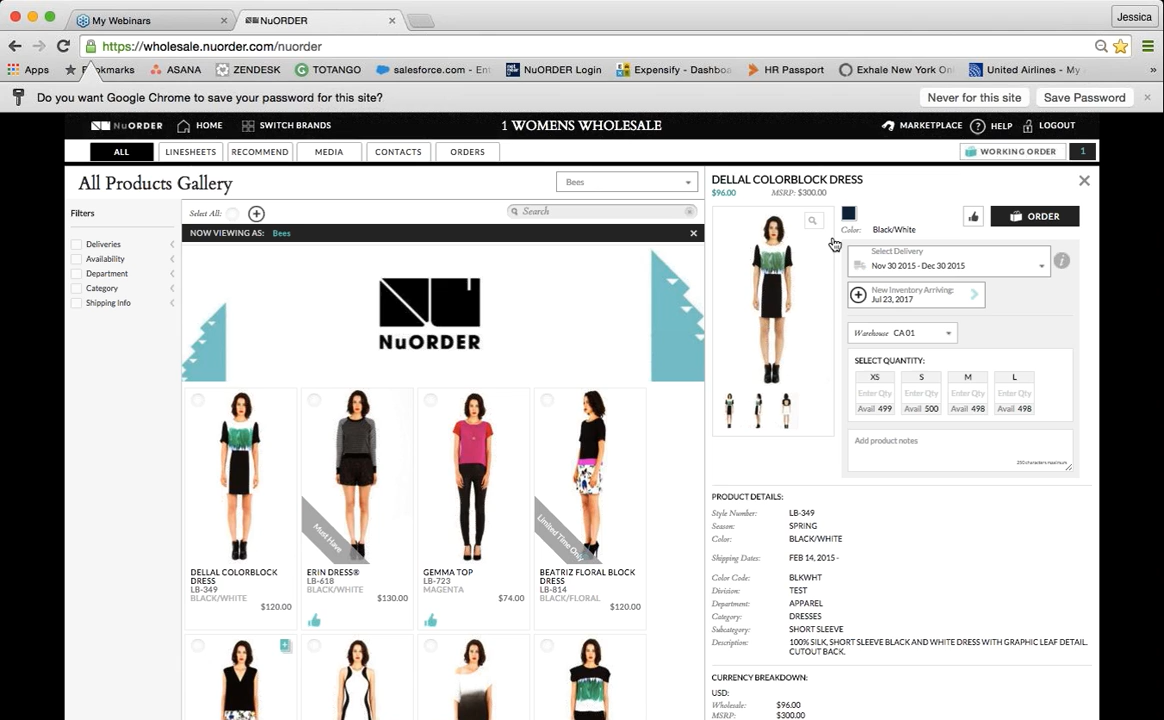 My Webinars
NuORDER
Jessica
https://wholesale.nuorder.com/nuorder
Apps
Bookmarks
ASANA
ZENDESK
TOTANGO
salesforce.com - Ent
NuORDER Login
Expensify - Dashboa
HR Passport
Exhale New York Onl
United Airlines - My
»
Do you want Google Chrome to save your password for this site?
Never for this site
Save Password
NUORDER
HOME
SWITCH BRANDS
1 WOMENS WHOLESALE
MARKETPLACE
HELP
LOGOUT
ALL
LINESHEETS
RECOMMEND
MEDIA
CONTACTS
ORDERS
WORKING ORDER
1
All Products Gallery
Bees
Filters
Deliveries
Availability
Department
Category
Shipping Info
Select All:
Search
NOW VIEWING AS: Bees
NuORDER
Must Have
Limited Time Only
DELLAL COLORBLOCK
DRESS
LB-349
BLACK/WHITE
$120.00
ERIN DRESS®
LB-618
BLACK/WHITE
$130.00
GEMMA TOP
LB-723
MAGENTA
$74.00
BEATRIZ FLORAL BLOCK
DRESS
LB-814
BLACK/FLORAL
$120.00
DELLAL COLORBLOCK DRESS
$96.00 MSRP: $300.00
Color: Black/White
ORDER
Select Delivery
Nov 30 2015 - Dec 30 2015
New Inventory Arriving:
Jul 23, 2017
Warehouse CA 01
SELECT QUANTITY:
XS S M L
Enter Qty Enter Qty Enter Qty Enter Qty
Avail 499 Avail 500 Avail 498 Avail 498
Add product notes
250 characters maximum
PRODUCT DETAILS:
Style Number: LB-349
Season: SPRING
Color: BLACK/WHITE
Shipping Dates: FEB 14, 2015 -
Color Code: BLKWHT
Division: TEST
Department: APPAREL
Category: DRESSES
Subcategory: SHORT SLEEVE
Description: 100% SILK, SHORT SLEEVE BLACK AND WHITE DRESS WITH GRAPHIC LEAF DETAIL.
CUTOUT BACK.
CURRENCY BREAKDOWN:
USD:
Wholesale: $96.00
MSRP: $300.00